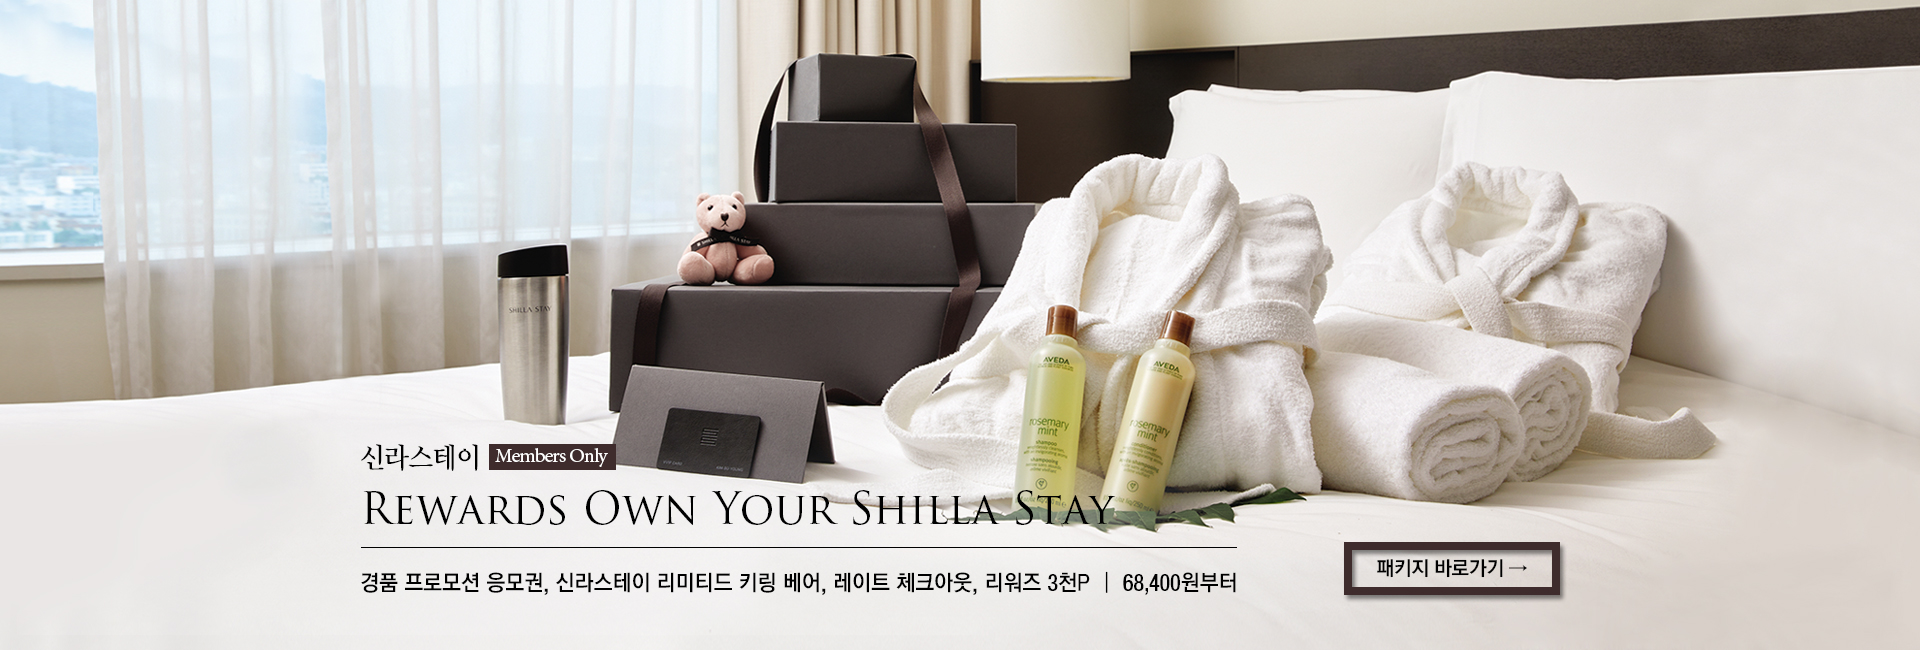 SHILLA STAY
AVEDA
rosemary
mint
shampoo
AVEDA
rosemary
mint
conditioner
신라스테이 Members Only
REWARDS OWN YOUR SHILLA STAY
경품 프로모션 응모권, 신라스테이 리미티드 키링 베어, 레이트 체크아웃, 리워즈 3천P | 68,400원부터
패키지 바로가기 →